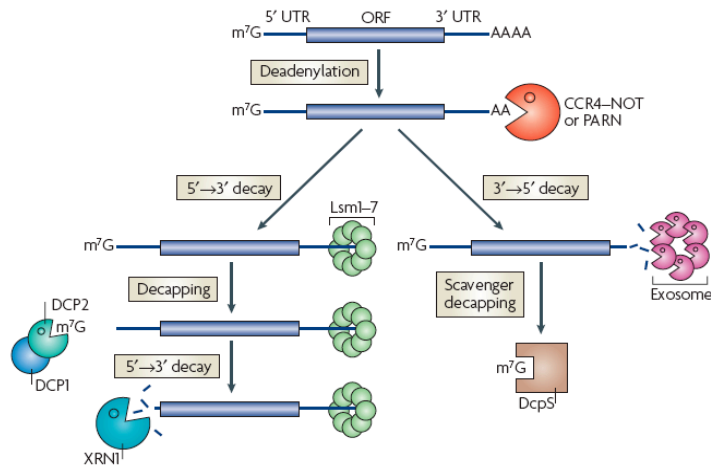 5′ UTR ORF 3′ UTR
m⁷G AAAA
Deadenylation
m⁷G AA
CCR4–NOT
or PARN
5′→3′ decay
3′→5′ decay
Lsm1–7
m⁷G
m⁷G
Exosome
Decapping
Scavenger
decapping
DCP2
m⁷G
DCP1
5′→3′ decay
m⁷G
DcpS
XRN1